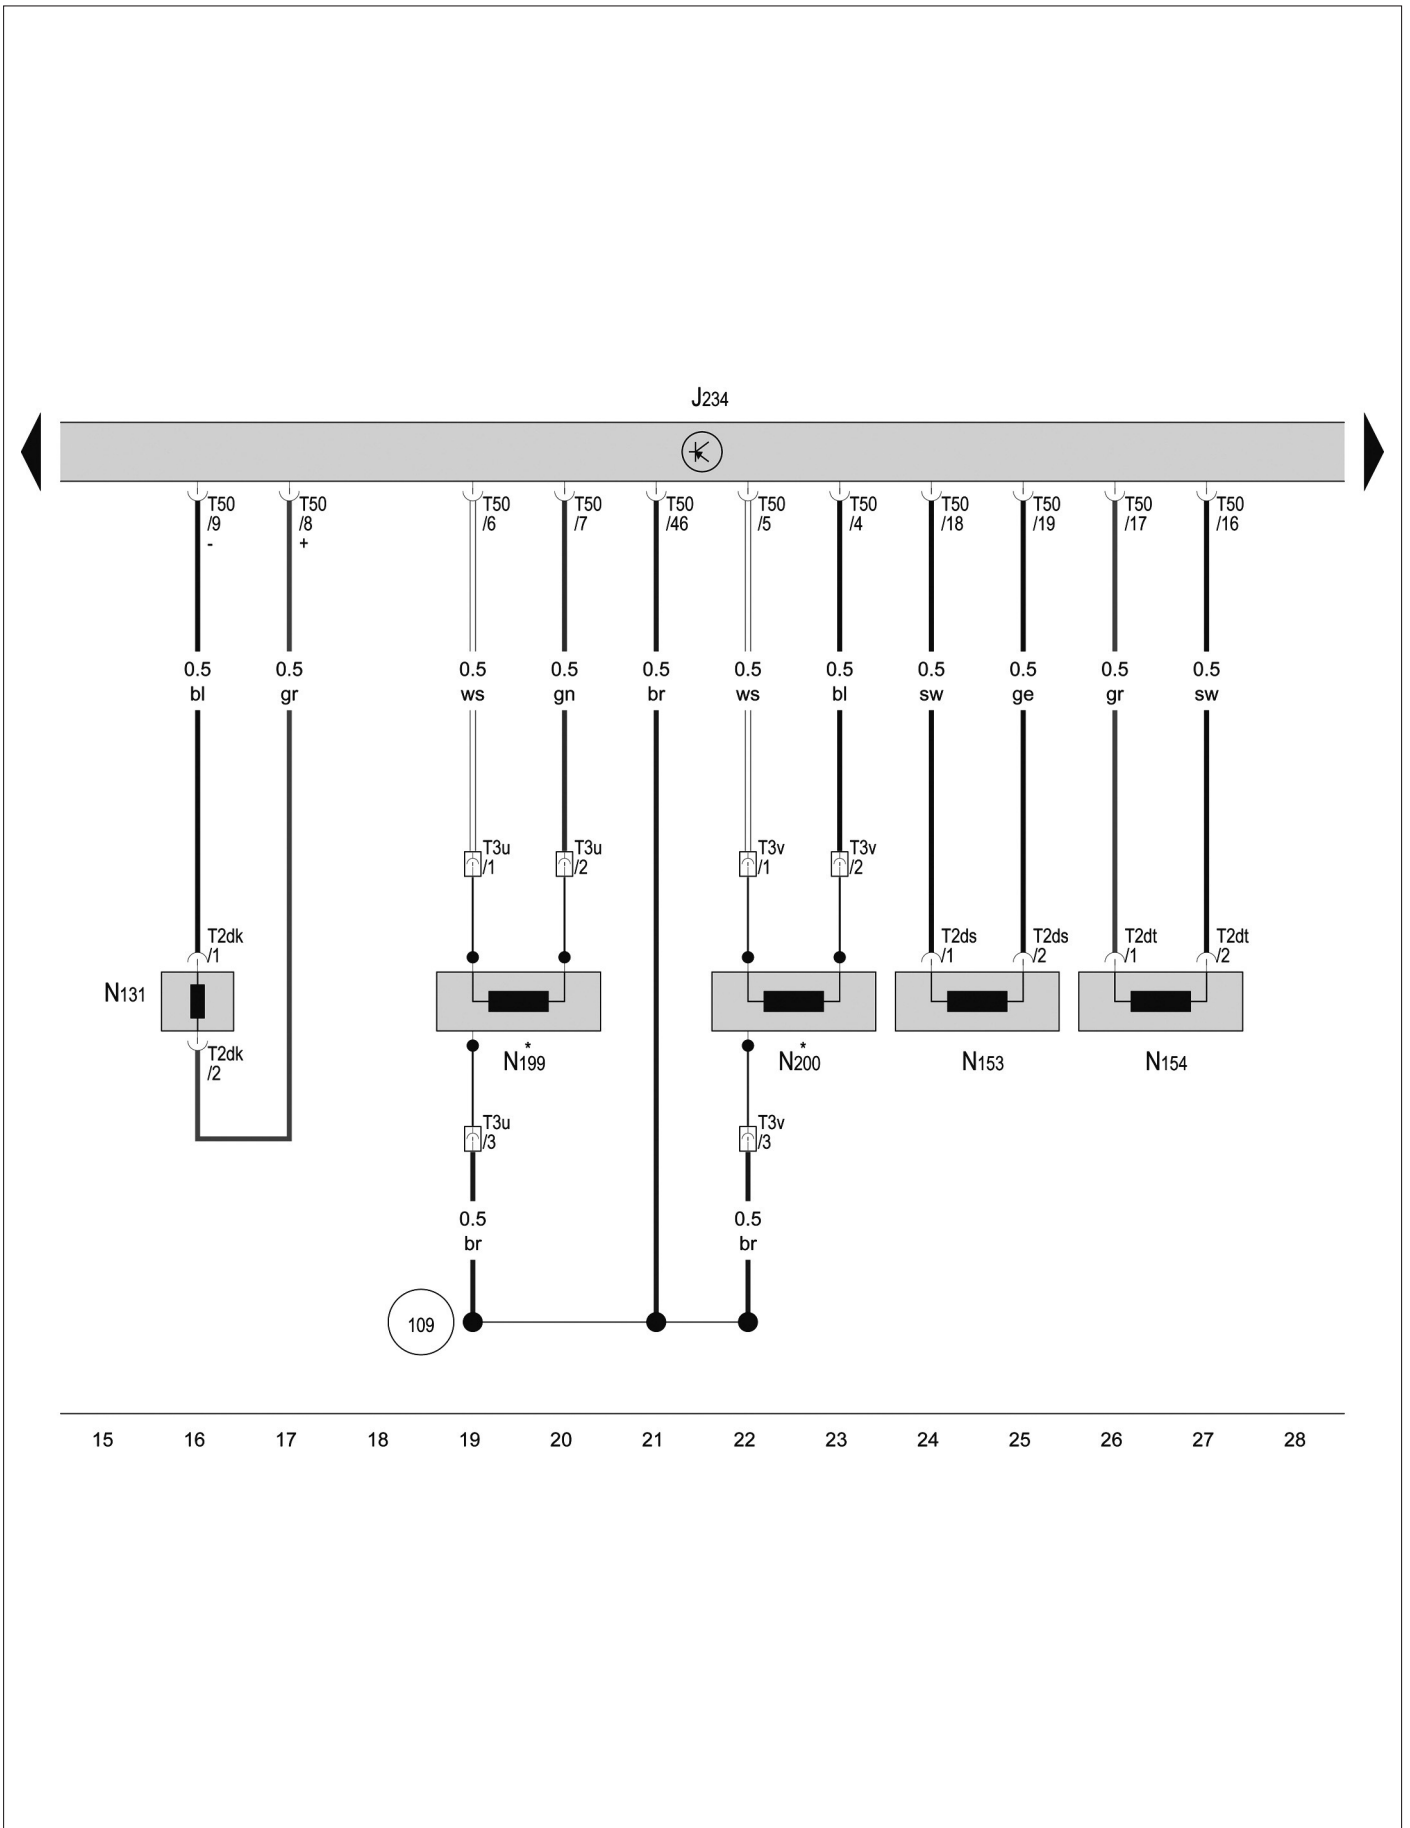 J234
T50 T50 T50 T50 T50 T50 T50 T50 T50 T50 T50
/9 /8 /6 /7 /46 /5 /4 /18 /19 /17 /16
- +
0.5 0.5 0.5 0.5 0.5 0.5 0.5 0.5 0.5 0.5 0.5
bl gr ws gn br ws bl sw ge gr sw
T3u T3u T3v T3v
/1 /2 /1 /2
T2dk T2ds T2ds T2dt T2dt
/1 /1 /2 /1 /2
N131
* *
T2dk N199 N200 N153 N154
/2
T3u T3v
/3 /3
0.5 0.5
br br
109
15 16 17 18 19 20 21 22 23 24 25 26 27 28